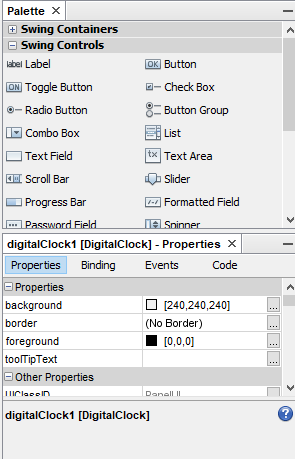 Palette
Swing Containers
Swing Controls
label Label
OK Button
ON Toggle Button
Check Box
Radio Button
Button Group
Combo Box
List
Text Field
Text Area
Scroll Bar
Slider
Progress Bar
Formatted Field
Password Field
Spinner
digitalClock1 [DigitalClock] - Properties
Properties Binding Events Code
Properties
background [240,240,240] ...
border (No Border) ...
foreground [0,0,0] ...
toolTipText ...
Other Properties
UIClassID PanelUI
digitalClock1 [DigitalClock]